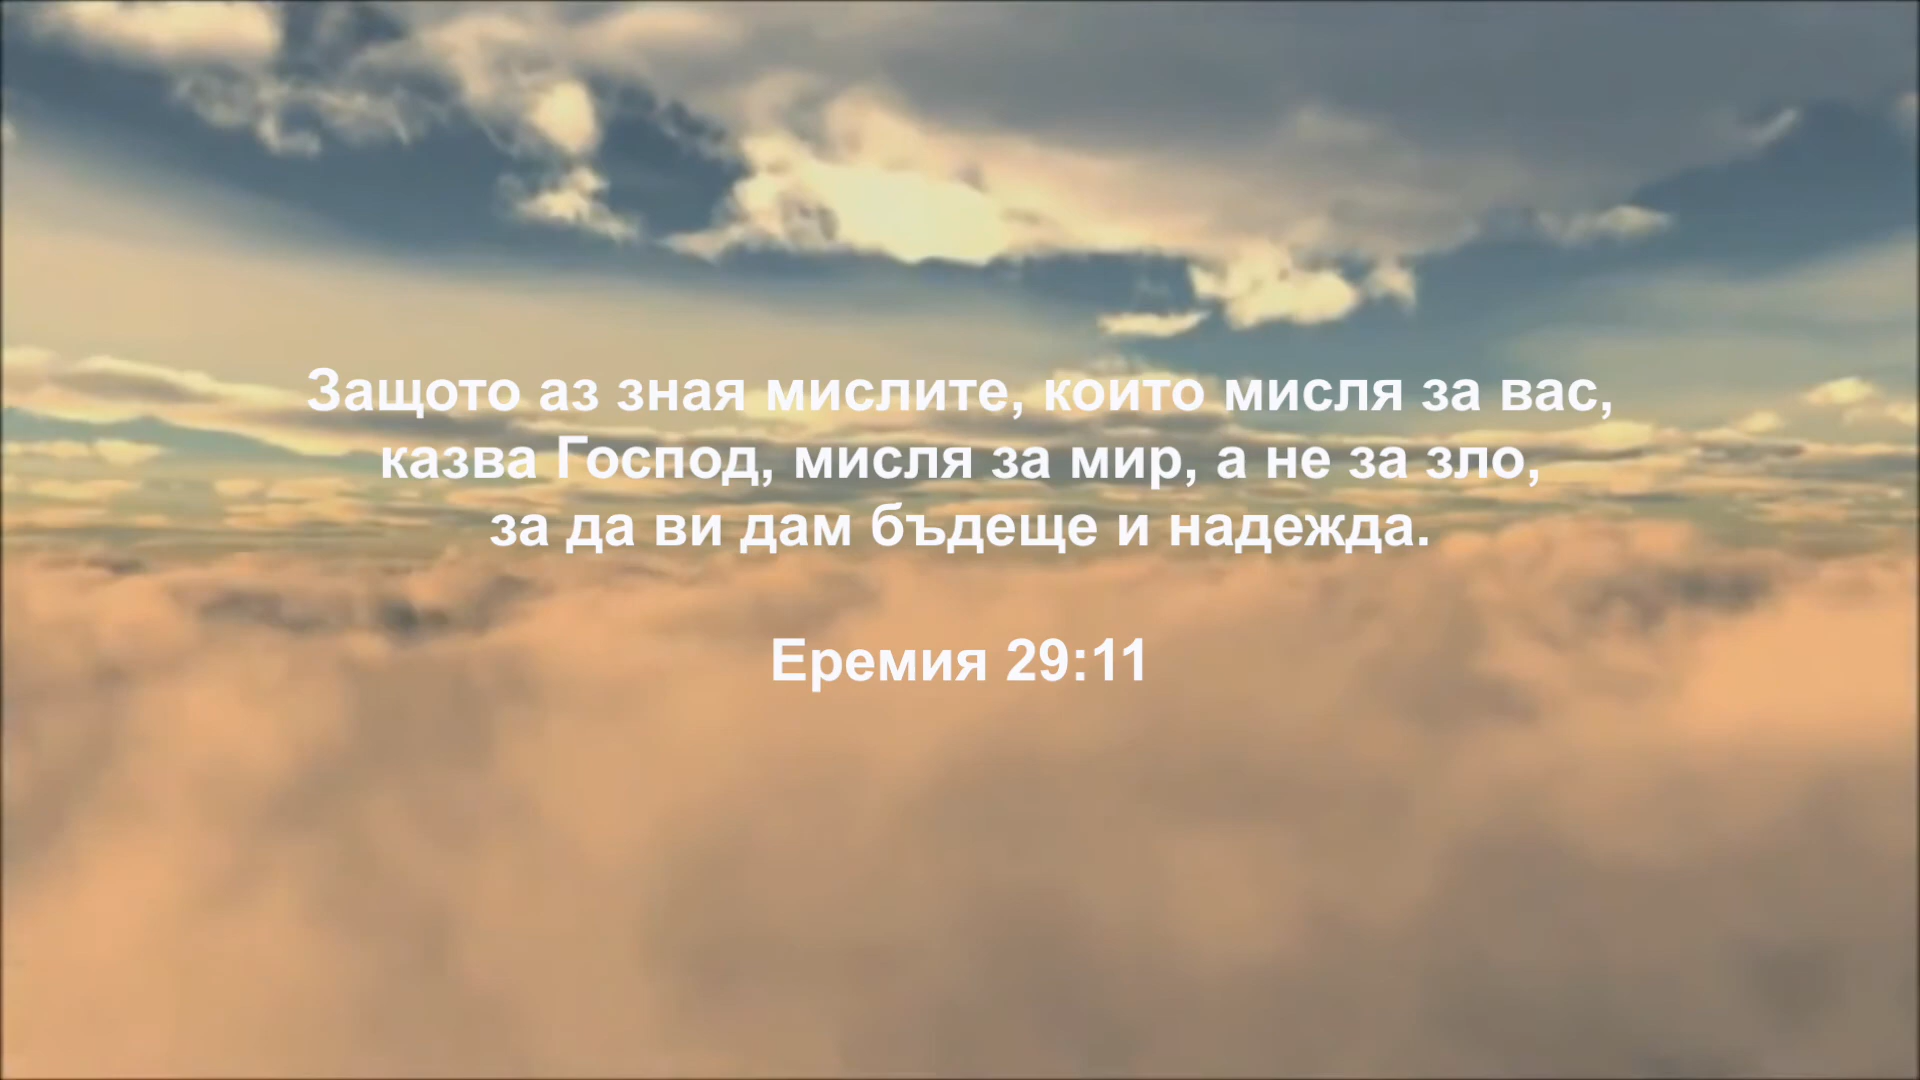 Защото аз зная мислите, които мисля за вас,
казва Господ, мисля за мир, а не за зло,
за да ви дам бъдеще и надежда.
Еремия 29:11